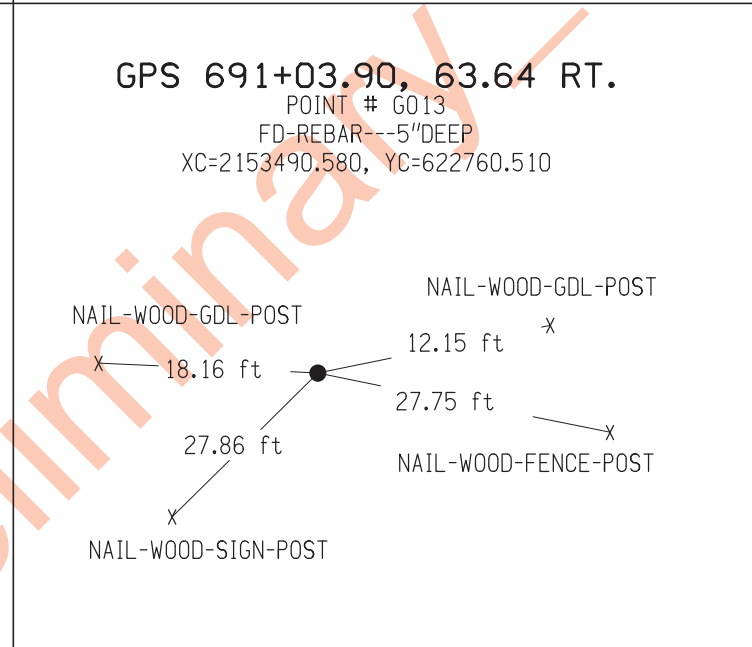 GPS 691+03.90, 63.64 RT.
POINT # G013
FD-REBAR---5"DEEP
XC=2153490.580, YC=622760.510
NAIL-WOOD-GDL-POST
NAIL-WOOD-GDL-POST
12.15 ft
18.16 ft
27.75 ft
27.86 ft
NAIL-WOOD-FENCE-POST
NAIL-WOOD-SIGN-POST
liminary_